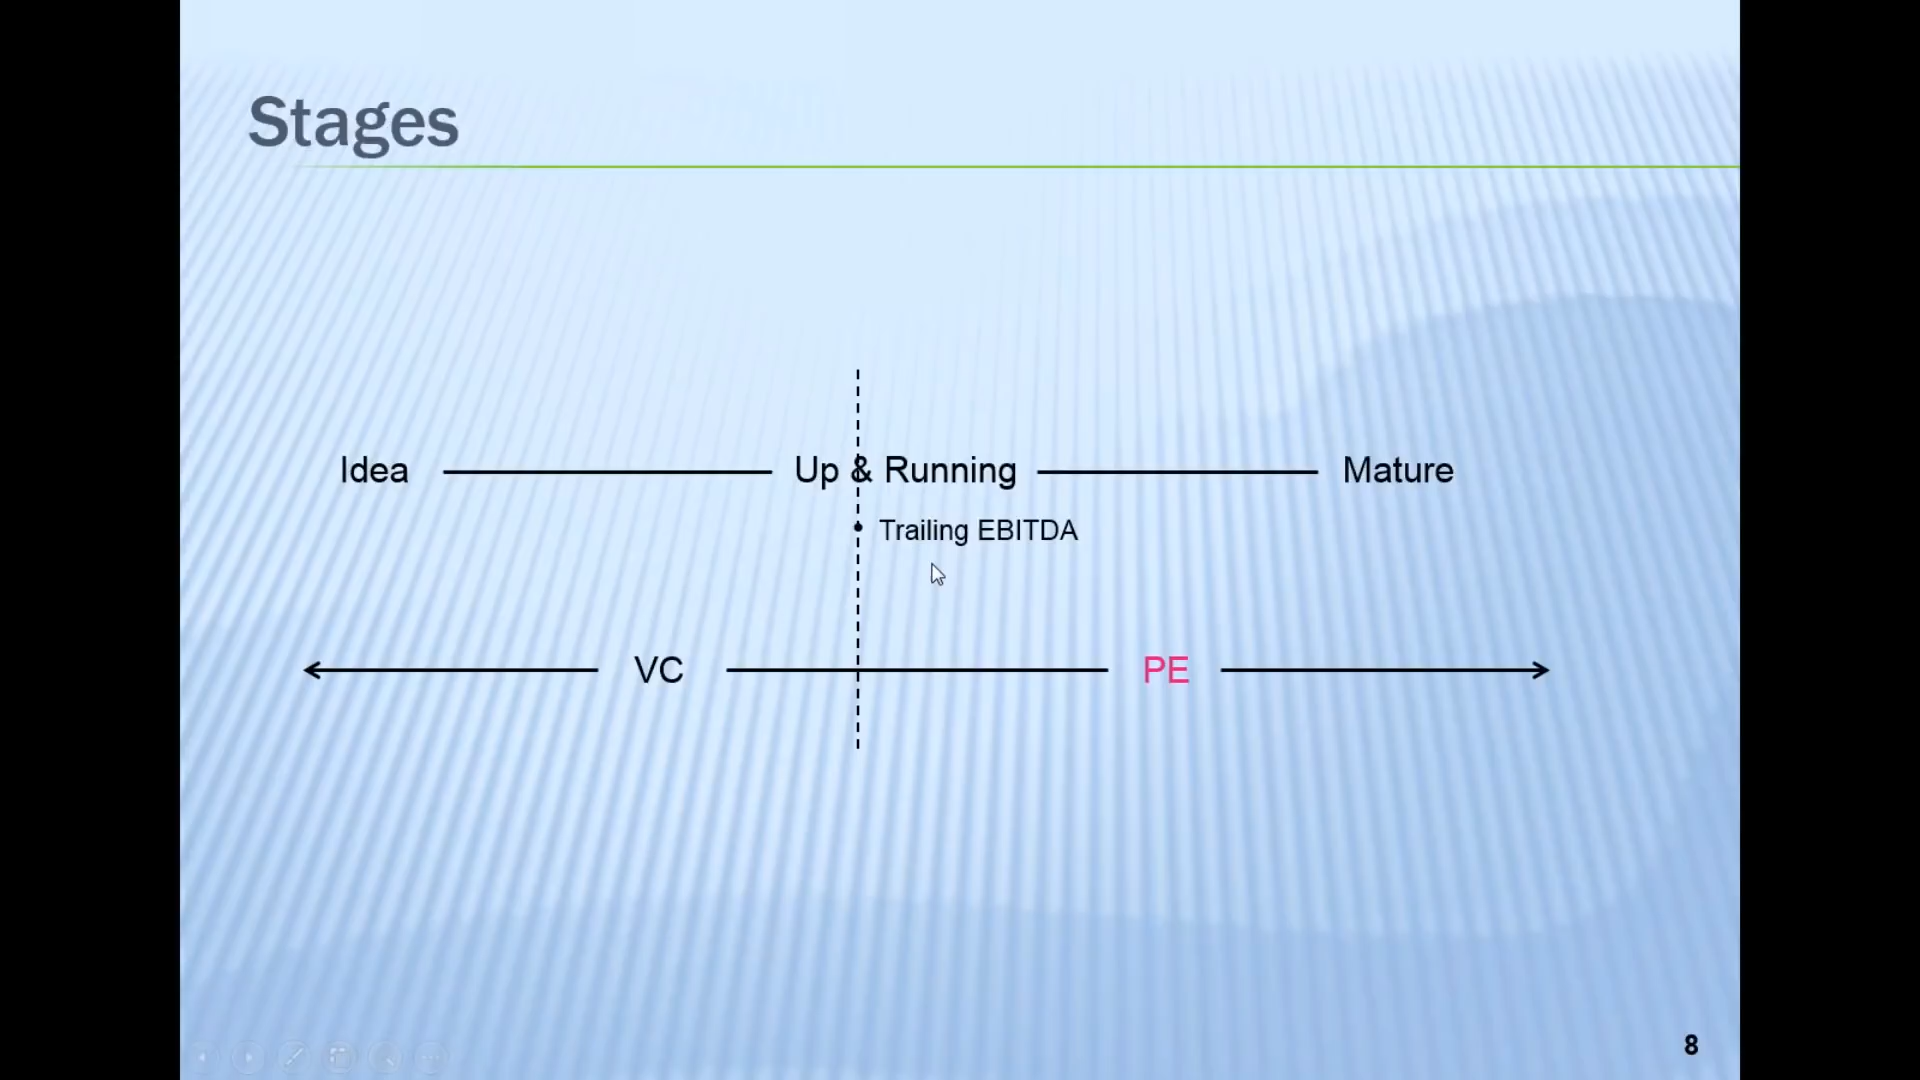 Stages
Idea Up & Running Mature
• Trailing EBITDA
VC PE
8